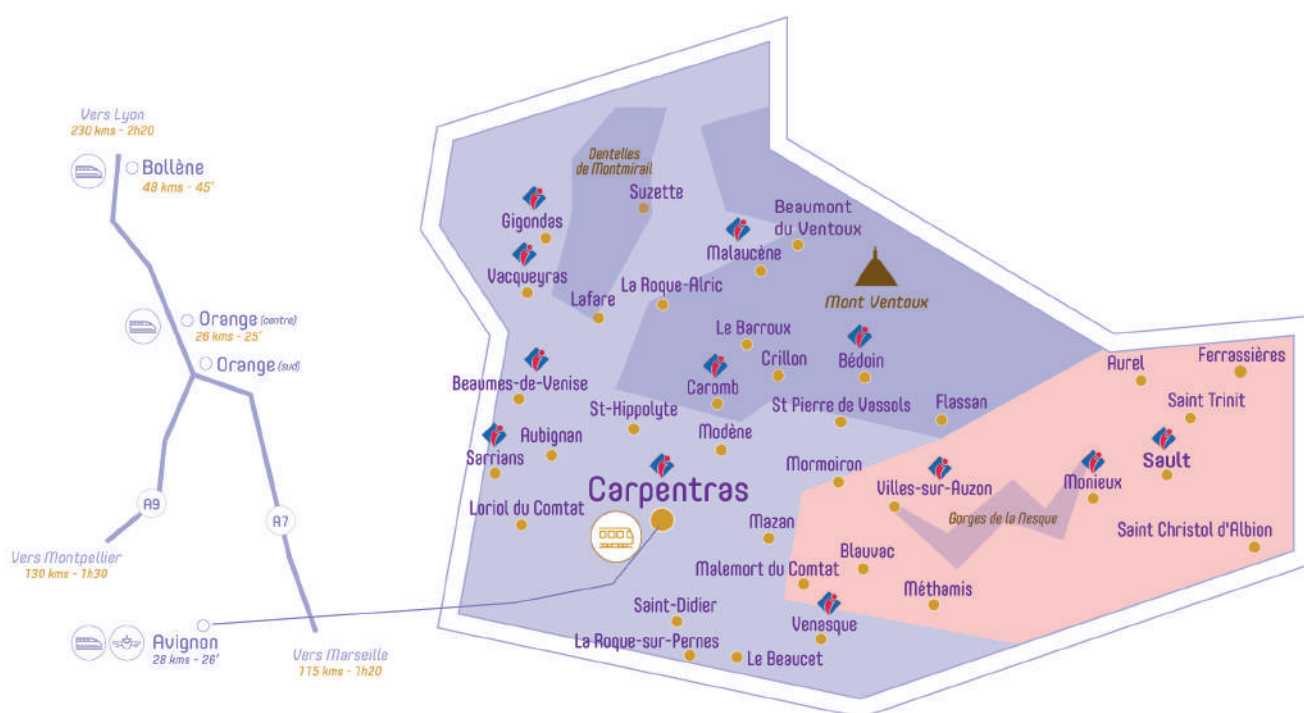 Vers Lyon
230 kms - 2h20
Bollène
48 kms - 45'
Orange (centre)
26 kms - 25'
Orange (sud)
A9
A7
Vers Montpellier
130 kms - 1h30
Avignon
28 kms - 26'
Vers Marseille
115 kms - 1h20
Dentelles
de Montmirail
Suzette
Gigondas
Beaumont
du Ventoux
Malaucène
Vacqueyras
Mont Ventoux
La Roque-Alric
Lafare
Le Barroux
Crillon
Bédoin
Beaumes-de-Venise
Caromb
Aurel
Ferrassières
St-Hippolyte
St Pierre de Vassols
Flassan
Saint Trinit
Aubignan
Modène
Sarrians
Mormoiron
Sault
Carpentras
Villes-sur-Auzon
Monieux
Loriol du Comtat
Mazan
Gorges de la Nesque
Saint Christol d'Albion
Blauvac
Malemort du Comtat
Méthamis
Saint-Didier
Venasque
La Roque-sur-Pernes
Le Beaucet